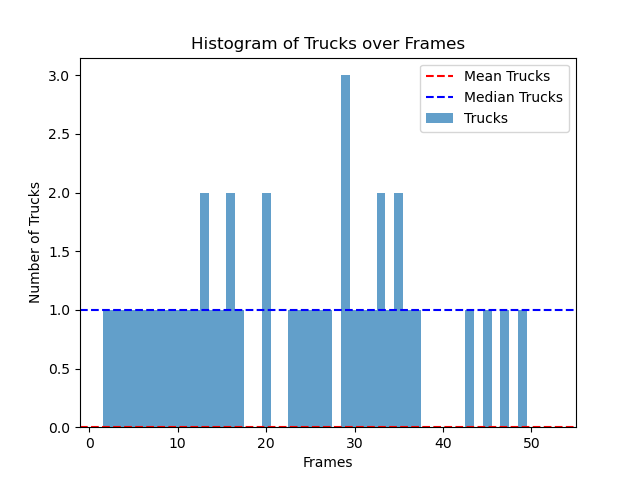 Histogram of Trucks over Frames
Mean Trucks
Median Trucks
Trucks
Number of Trucks
3.0
2.5
2.0
1.5
1.0
0.5
0.0
0 10 20 30 40 50
Frames